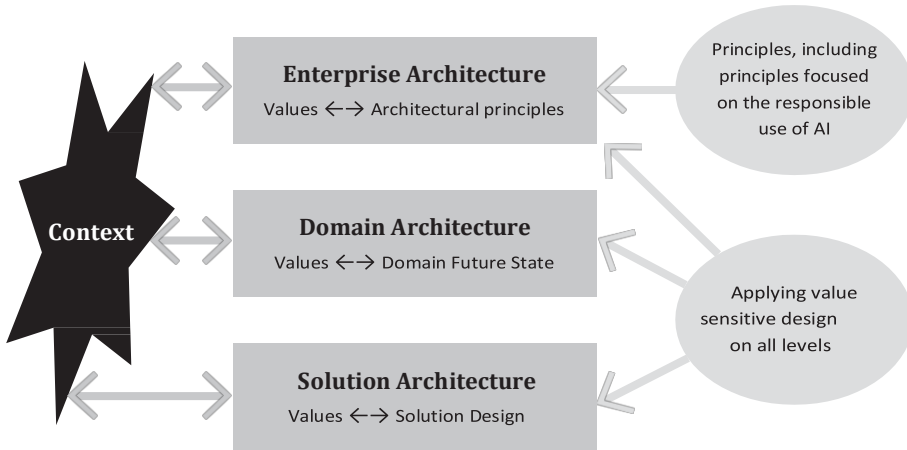 Context
Enterprise Architecture
Values ←→ Architectural principles
Domain Architecture
Values ←→ Domain Future State
Solution Architecture
Values ←→ Solution Design
Principles, including
principles focused
on the responsible
use of AI
Applying value
sensitive design
on all levels